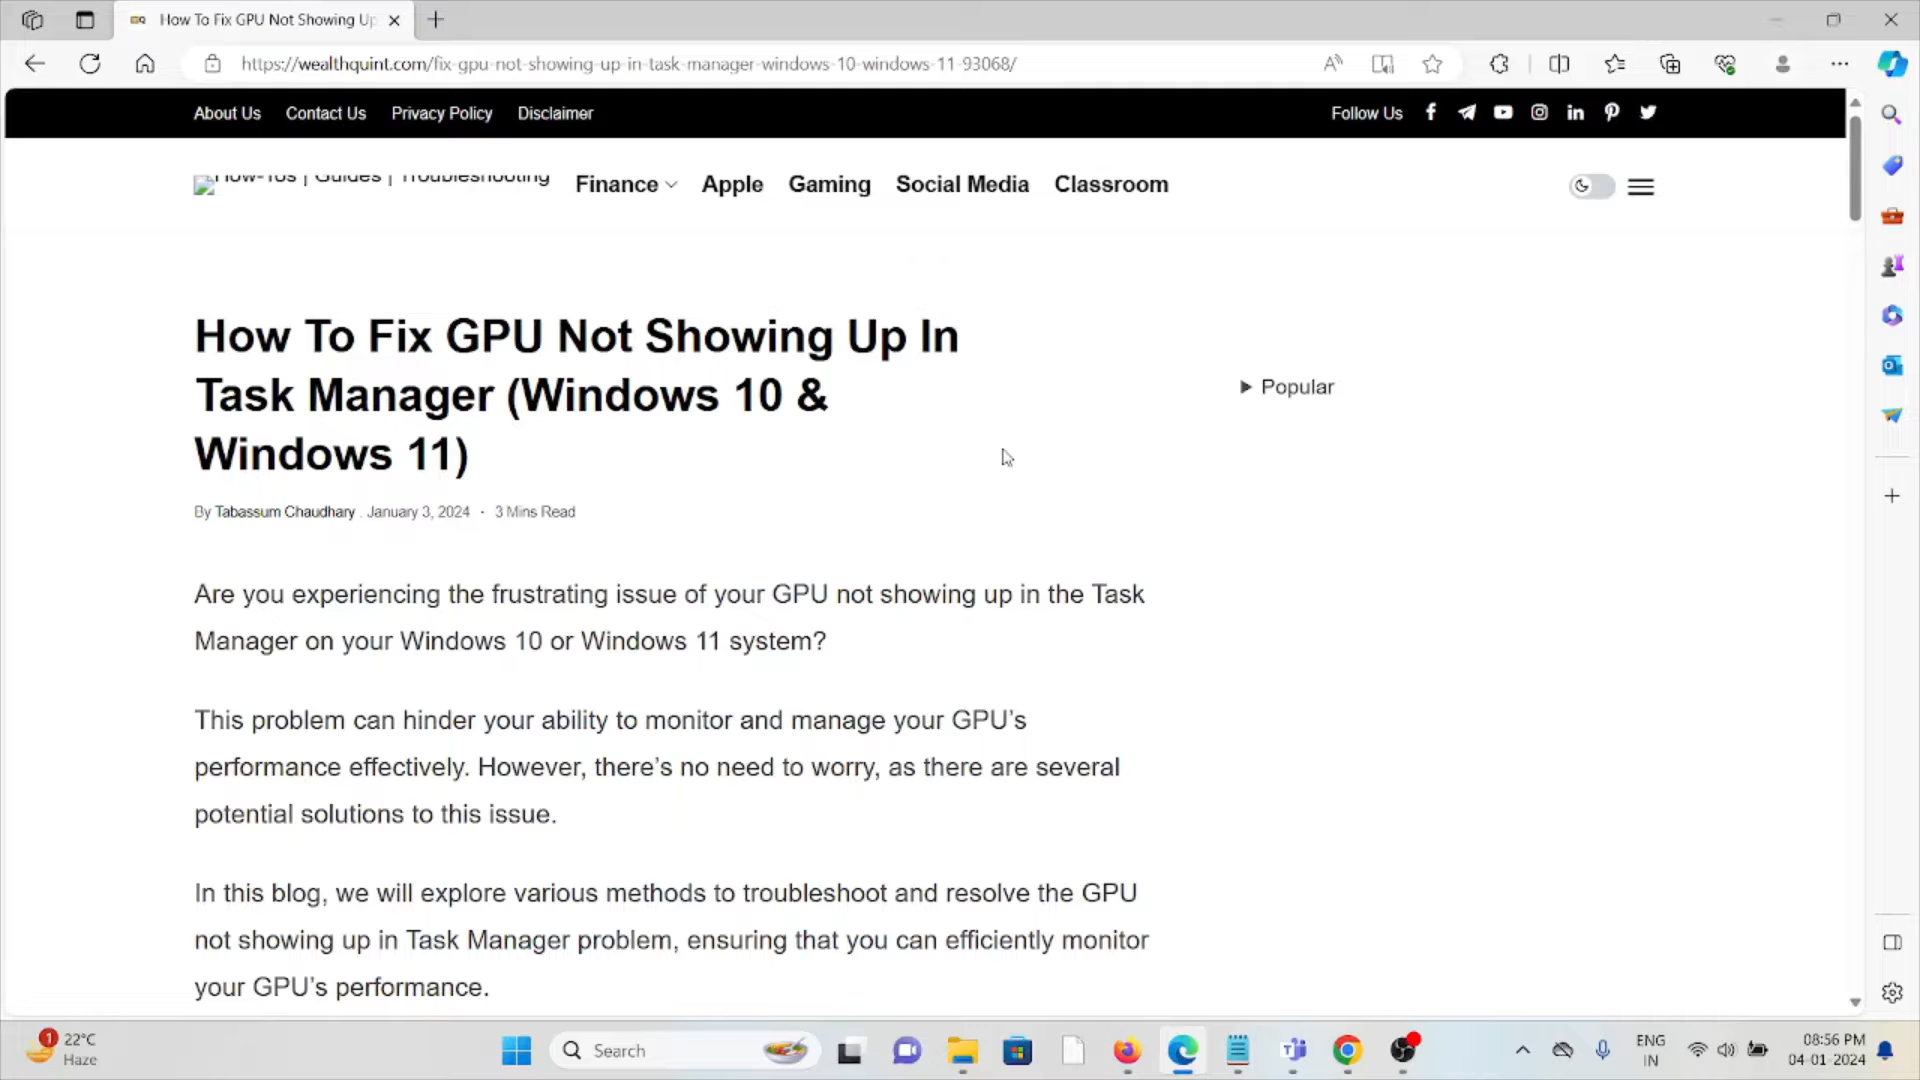 How To Fix GPU Not Showing Up
https://wealthquint.com/fix-gpu-not-showing-up-in-task-manager-windows-10-windows-11-93068/
About Us Contact Us Privacy Policy Disclaimer Follow Us
How-Tos | Guides | Troubleshooting Finance Apple Gaming Social Media Classroom
How To Fix GPU Not Showing Up In
Task Manager (Windows 10 &
Windows 11)
Popular
By Tabassum Chaudhary . January 3, 2024 · 3 Mins Read
Are you experiencing the frustrating issue of your GPU not showing up in the Task
Manager on your Windows 10 or Windows 11 system?
This problem can hinder your ability to monitor and manage your GPU’s
performance effectively. However, there’s no need to worry, as there are several
potential solutions to this issue.
In this blog, we will explore various methods to troubleshoot and resolve the GPU
not showing up in Task Manager problem, ensuring that you can efficiently monitor
your GPU’s performance.
1 22°C
Haze
Search
ENG
IN
08:56 PM
04-01-2024